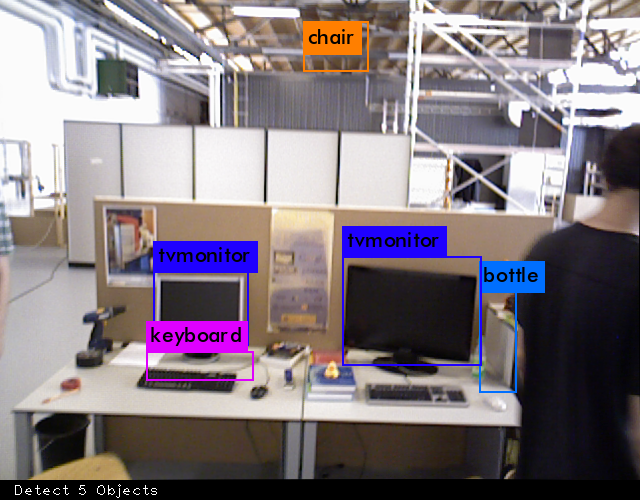 chair
tvmonitor
tvmonitor
bottle
keyboard
Detect 5 Objects